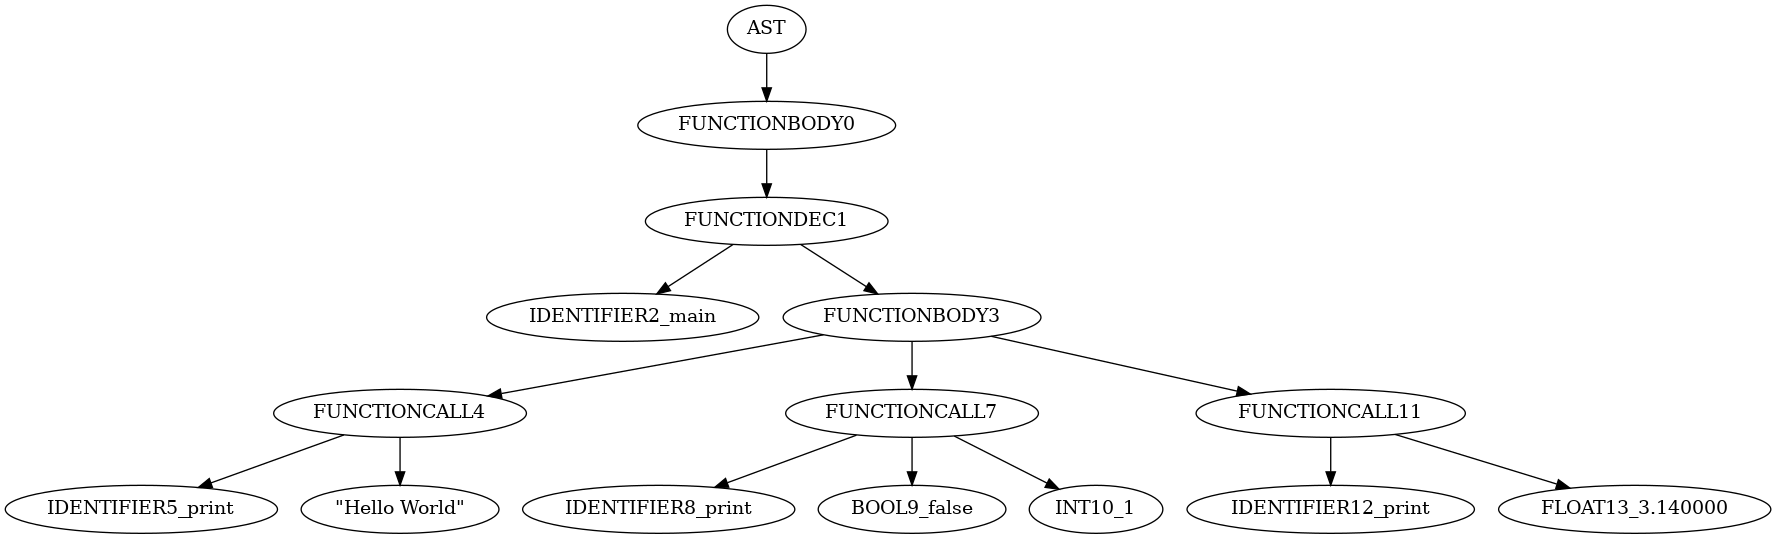 AST
FUNCTIONBODY0
FUNCTIONDEC1
IDENTIFIER2_main
FUNCTIONBODY3
FUNCTIONCALL4
FUNCTIONCALL7
FUNCTIONCALL11
IDENTIFIER5_print
"Hello World"
IDENTIFIER8_print
BOOL9_false
INT10_1
IDENTIFIER12_print
FLOAT13_3.140000